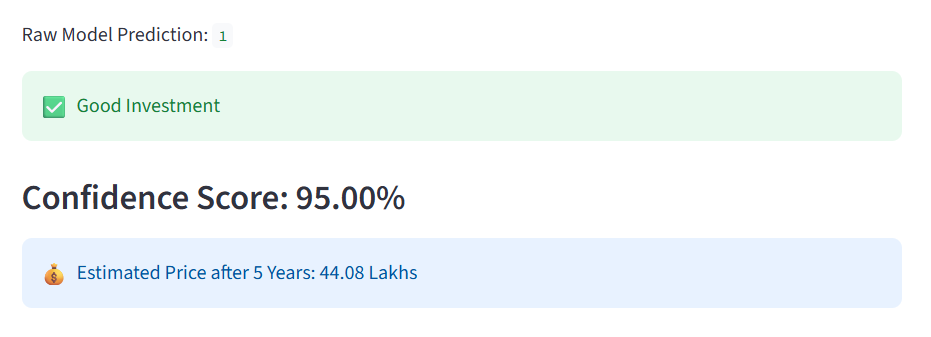 Raw Model Prediction: 1
✅ Good Investment
Confidence Score: 95.00%
💰 Estimated Price after 5 Years: 44.08 Lakhs